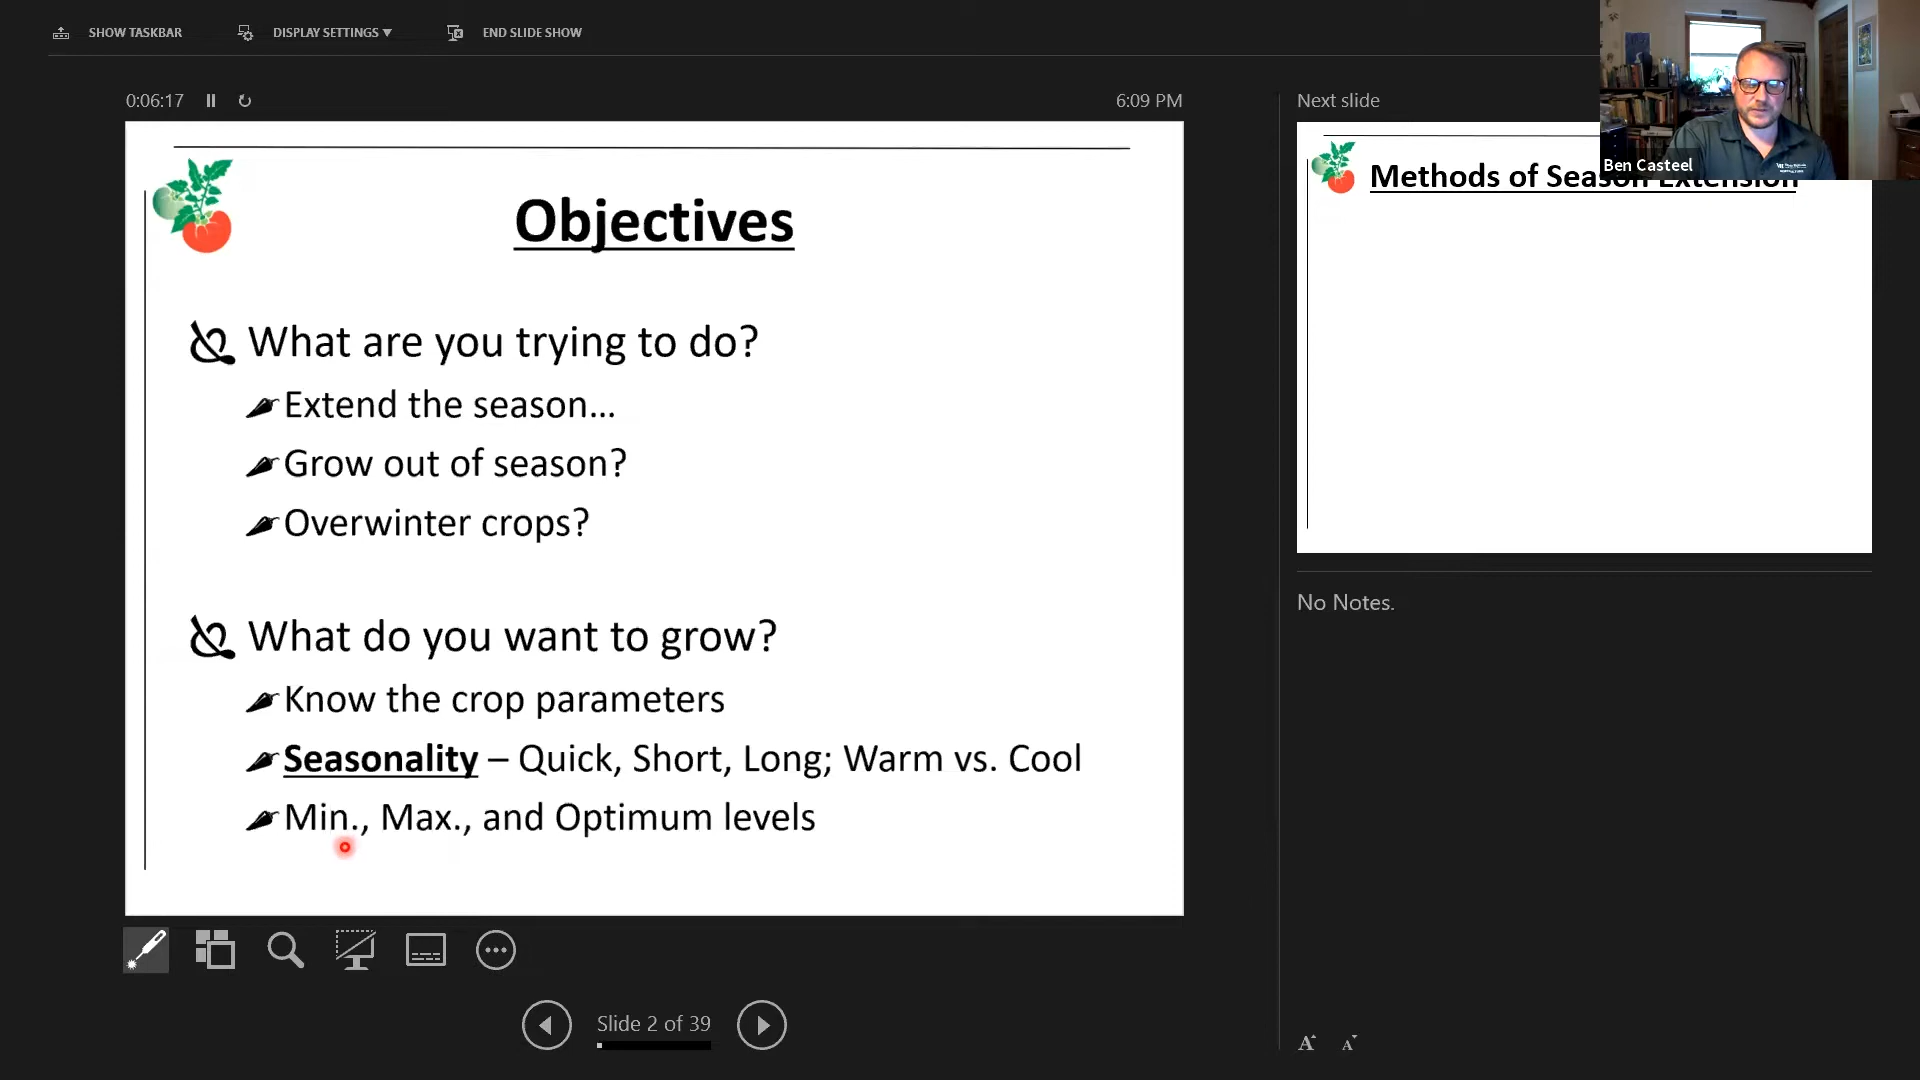 SHOW TASKBAR
DISPLAY SETTINGS
END SLIDE SHOW
0:06:17
6:09 PM
Objectives
What are you trying to do?
Extend the season...
Grow out of season?
Overwinter crops?
What do you want to grow?
Know the crop parameters
Seasonality – Quick, Short, Long; Warm vs. Cool
Min., Max., and Optimum levels
Slide 2 of 39
Next slide
Methods of Season Extension
Ben Casteel
No Notes.
A A